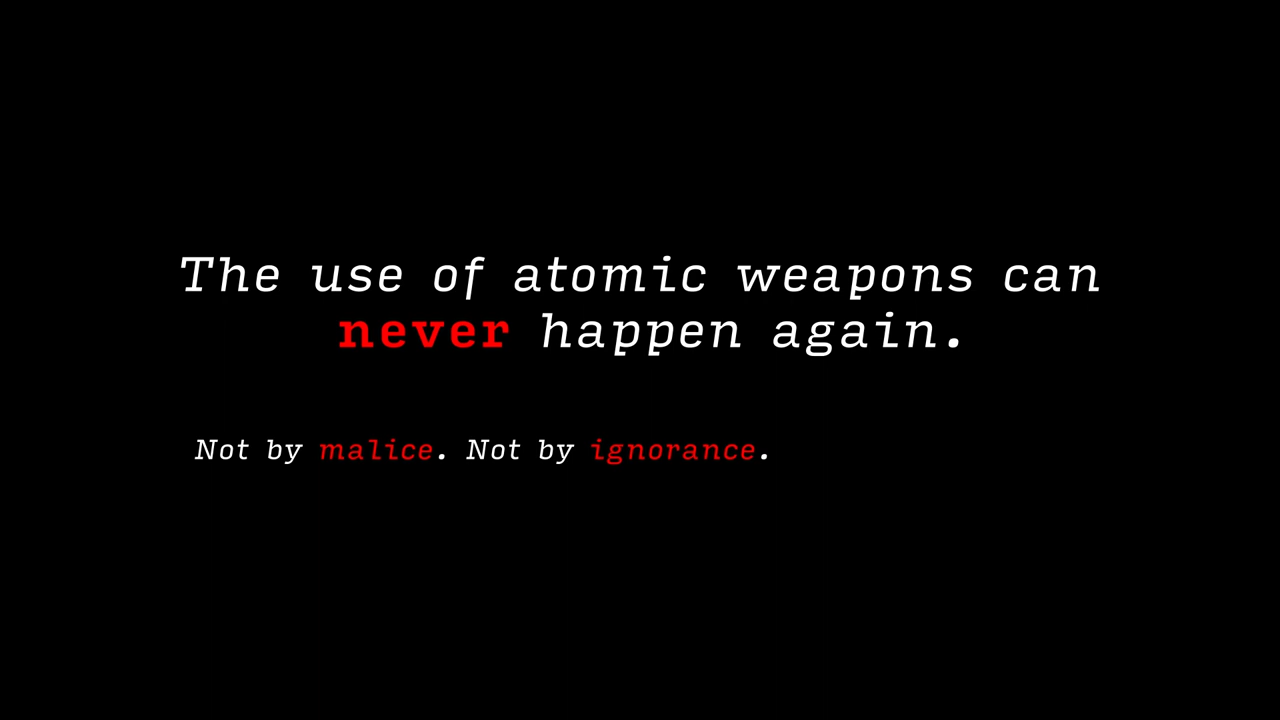 The use of atomic weapons can
never happen again.
Not by malice. Not by ignorance.